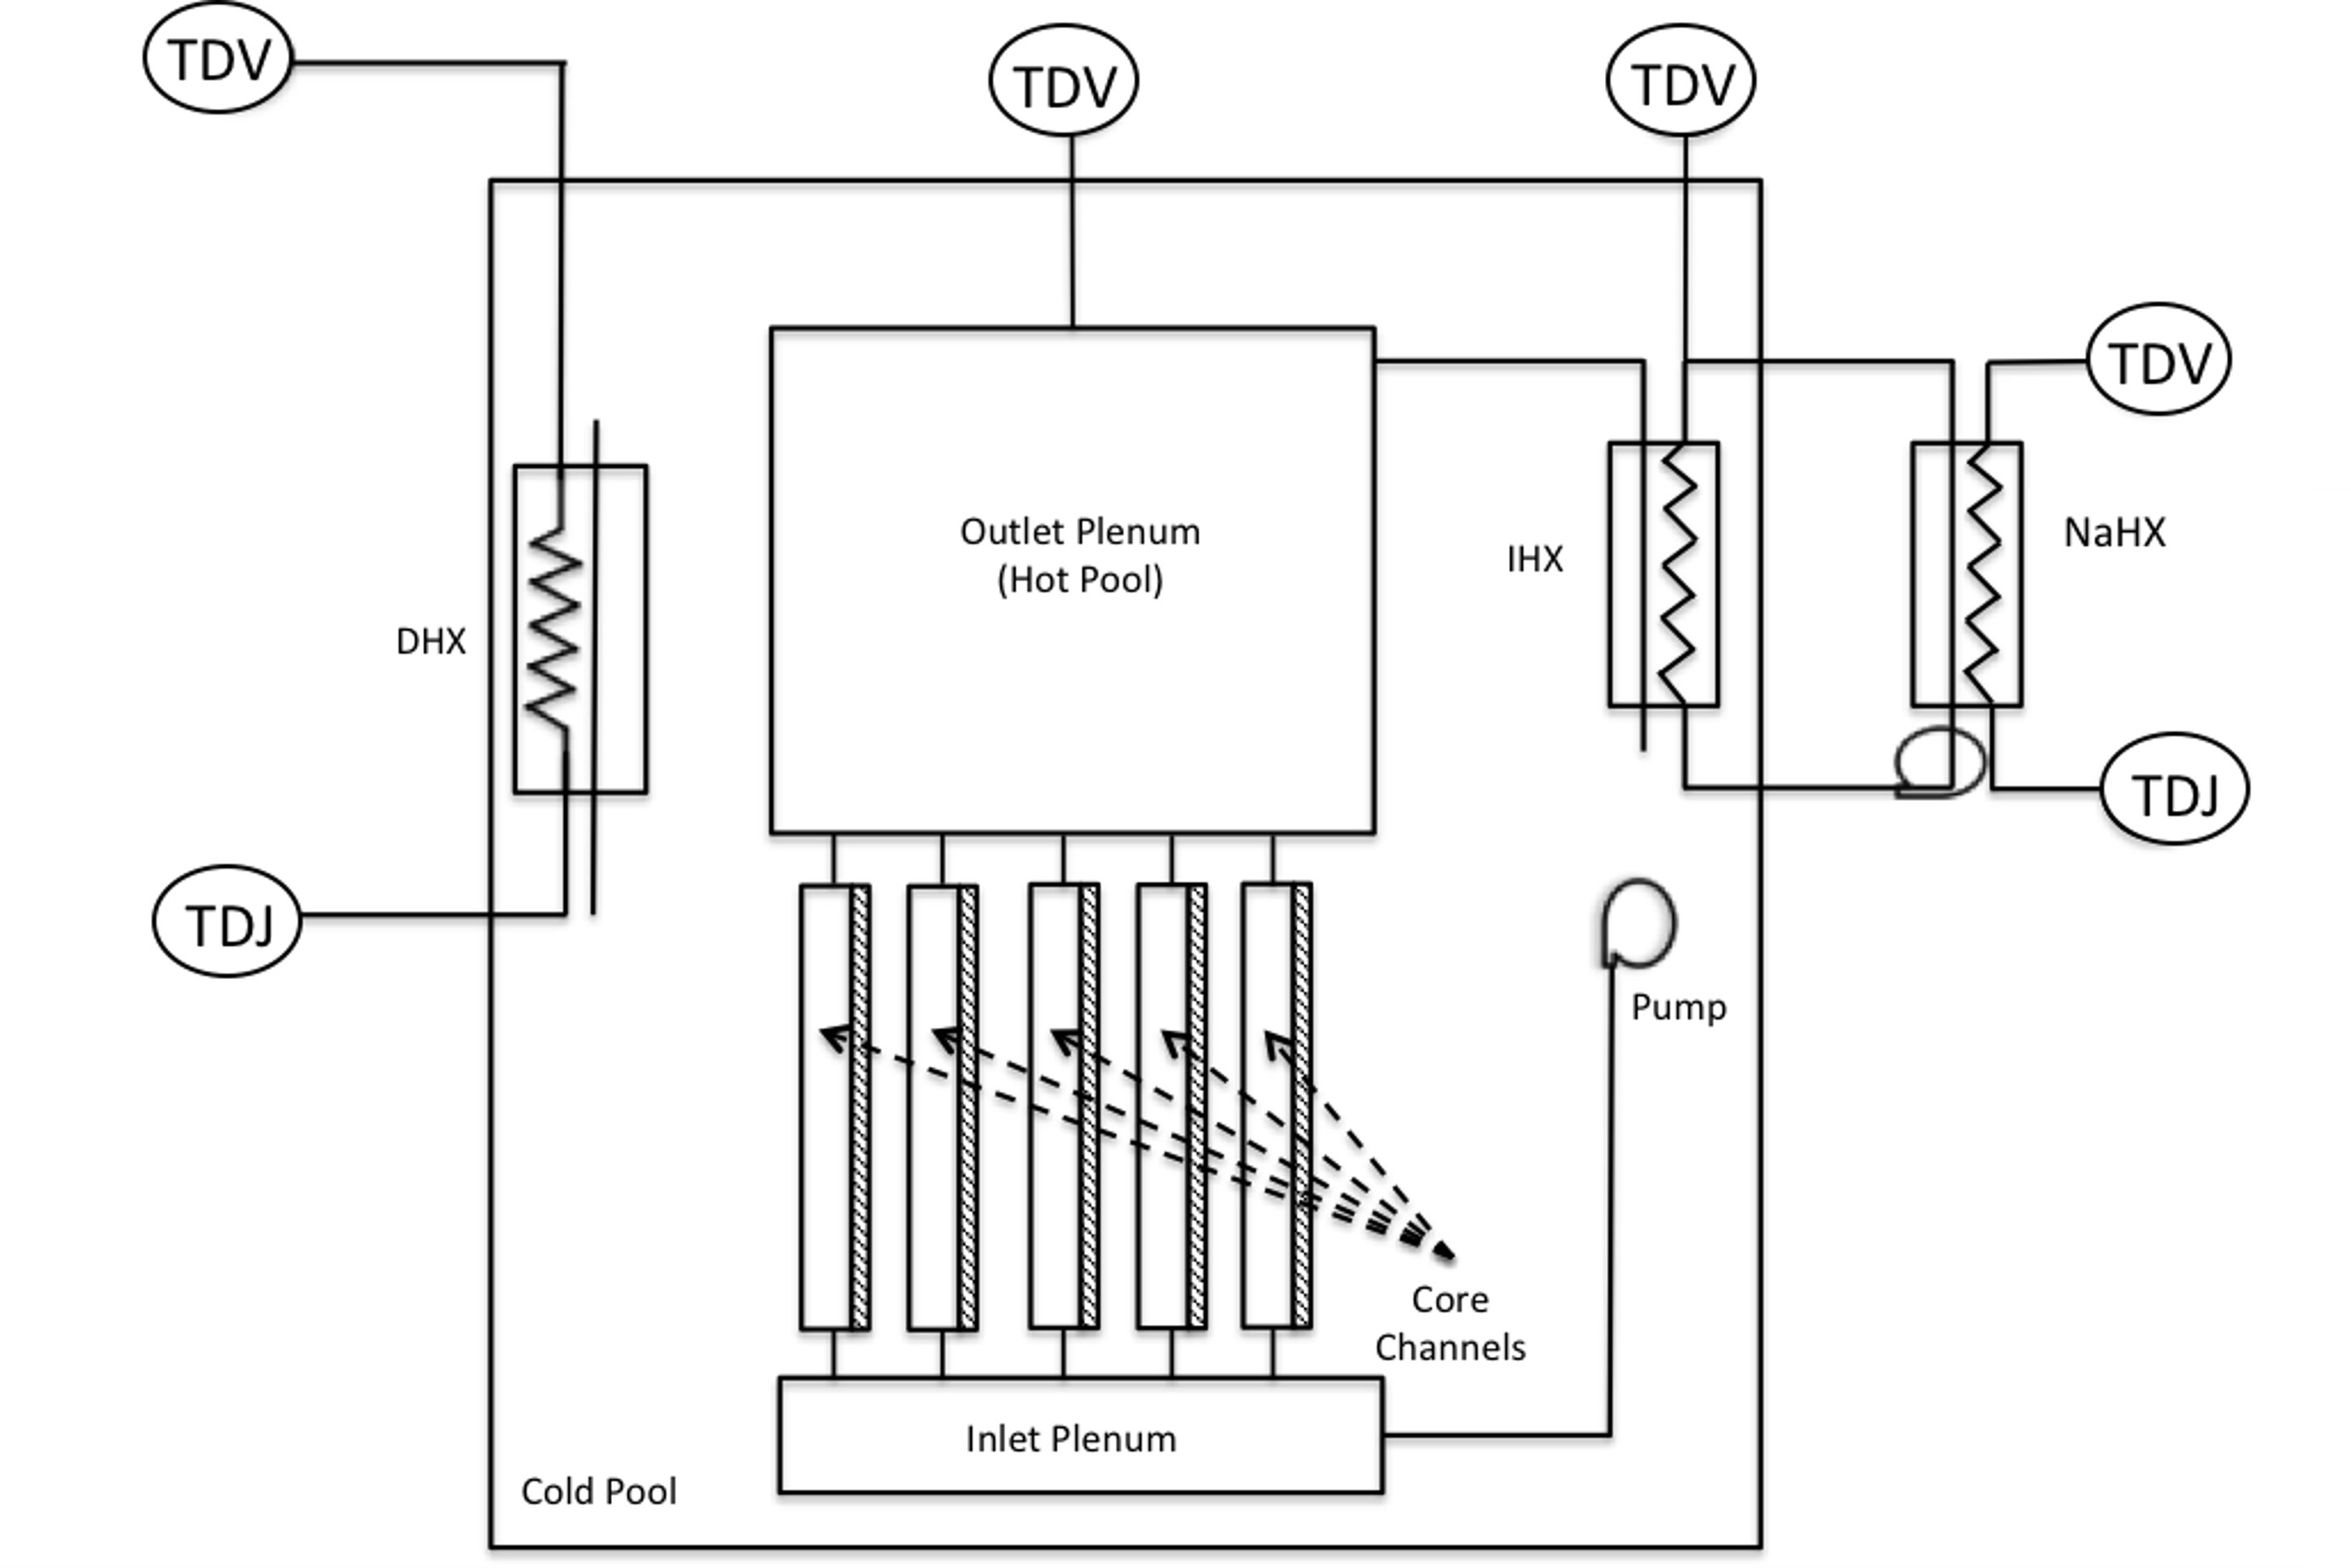 TDV
TDV
TDV
TDV
Outlet Plenum
(Hot Pool)
IHX
NaHX
DHX
TDJ
TDJ
Pump
Core
Channels
Inlet Plenum
Cold Pool